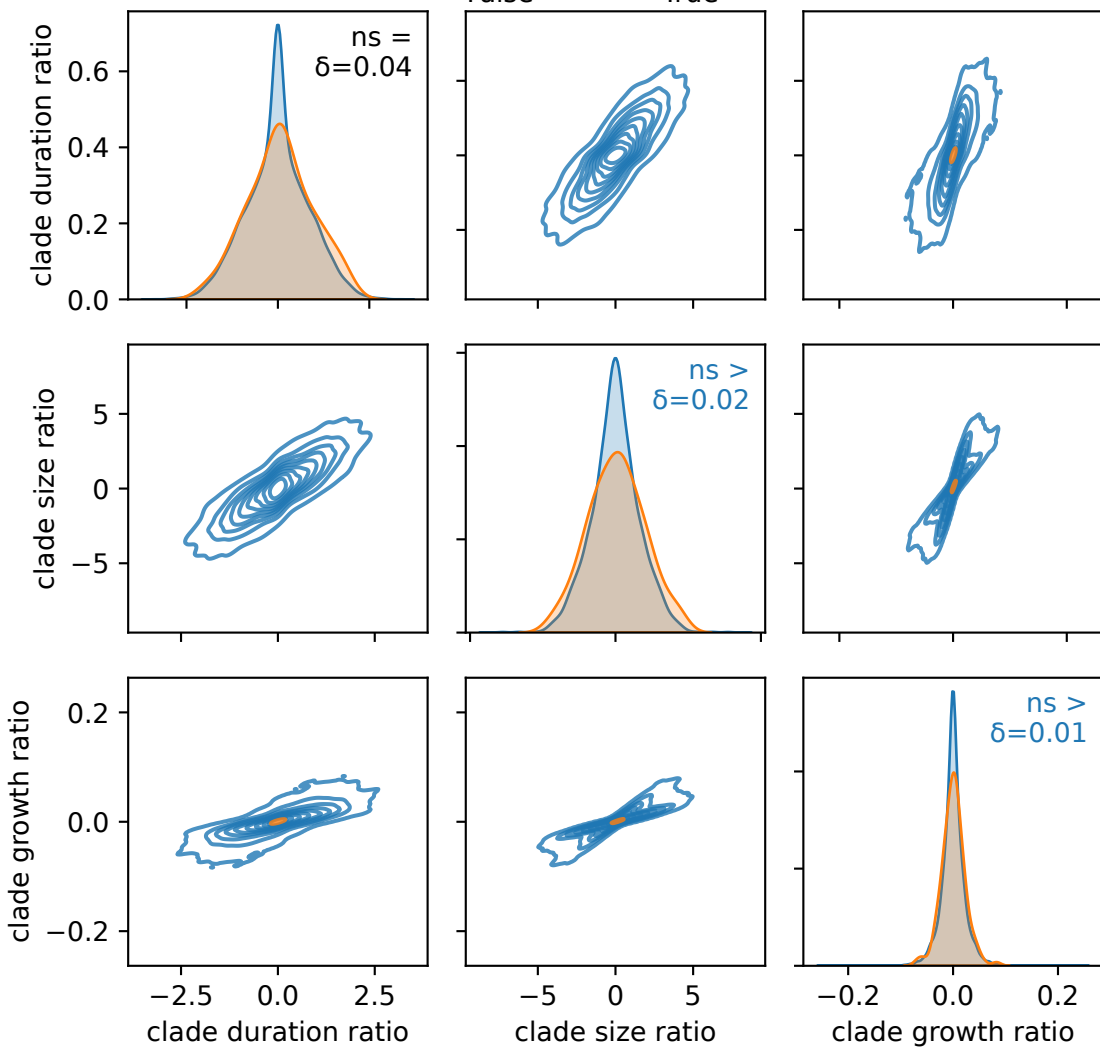 clade duration ratio
0.6
0.4
0.2
0.0
ns =
δ=0.04
clade size ratio
5
0
−5
ns >
δ=0.02
clade growth ratio
0.2
0.0
−0.2
ns >
δ=0.01
−2.5 0.0 2.5
clade duration ratio
−5 0 5
clade size ratio
−0.2 0.0 0.2
clade growth ratio